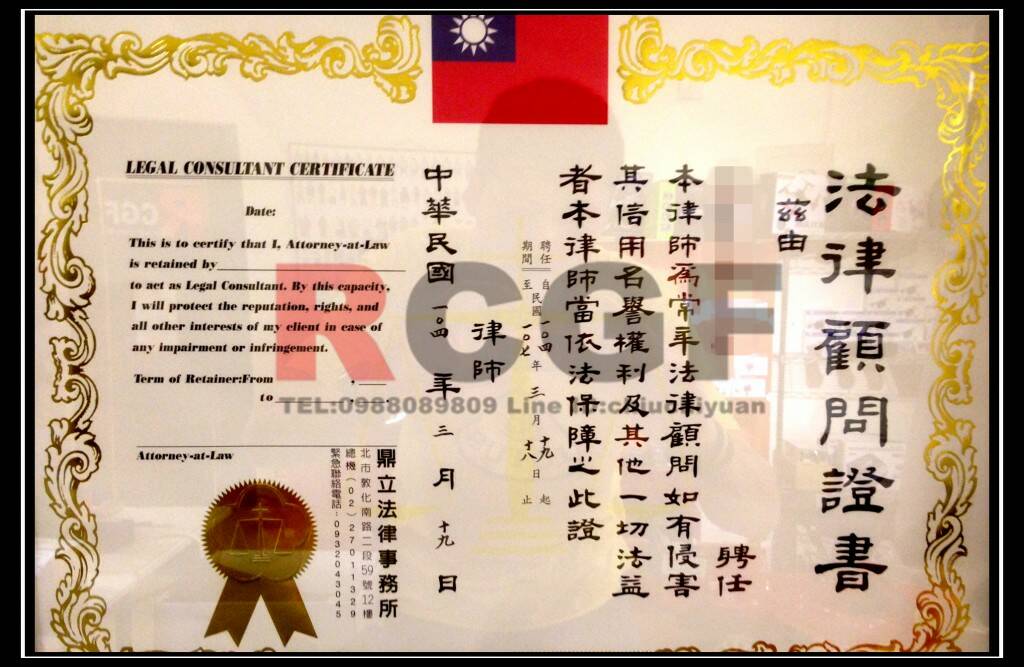 法律顧問證書
茲由
聘任
本律師為常年法律顧問如有侵害
其信用名譽權利及其他一切法益
者本律師當依法保障之此證
聘任期間 自民國一〇四年三月十九日起
至一〇七年三月十八日止
律師
中華民國一〇四年三月十九日
LEGAL CONSULTANT CERTIFICATE
Date:
This is to certify that I, Attorney-at-Law
is retained by
to act as Legal Consultant. By this capacity,
I will protect the reputation, rights, and
all other interests of my client in case of
any impairment or infringement.
Term of Retainer:From
to
Attorney-at-Law
鼎立法律事務所
北市敦化南路二段59號12樓
總機(02)27011329
緊急聯絡電話:0932043045
RCGF
TEL:0988089809 Line